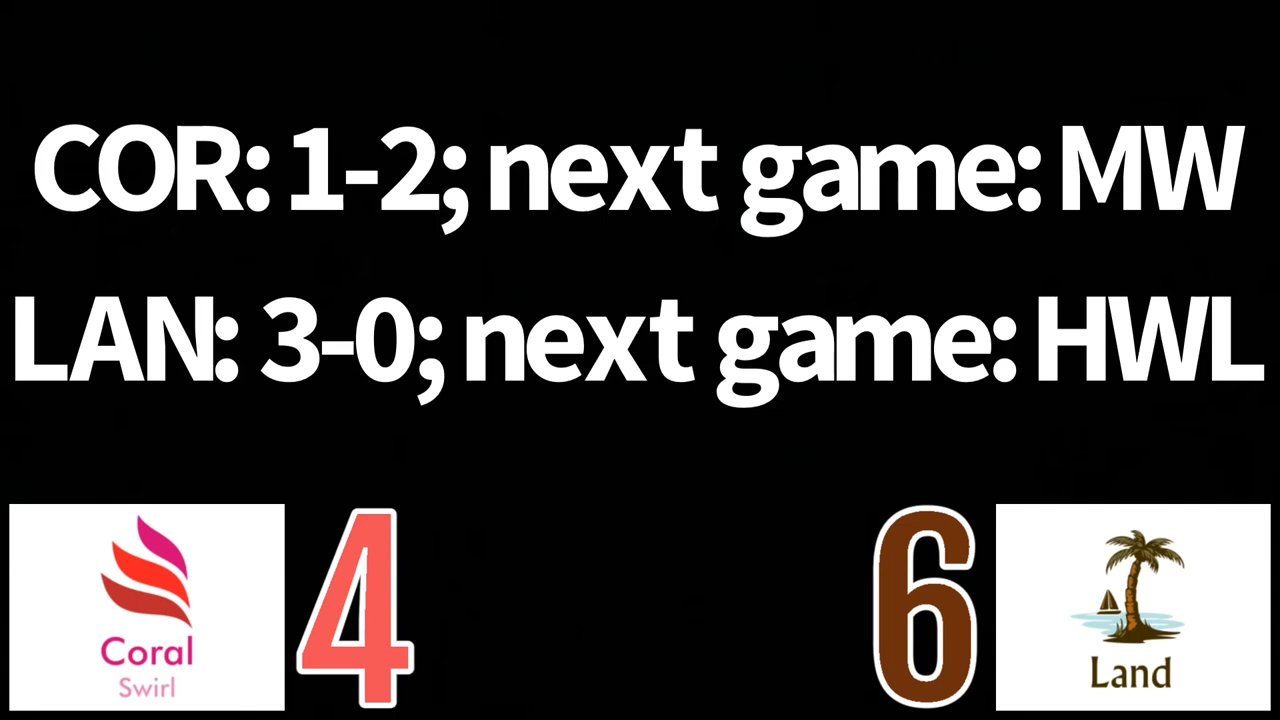 COR: 1-2; next game: MW
LAN: 3-0; next game: HWL
4
6
Coral
Swirl
Land